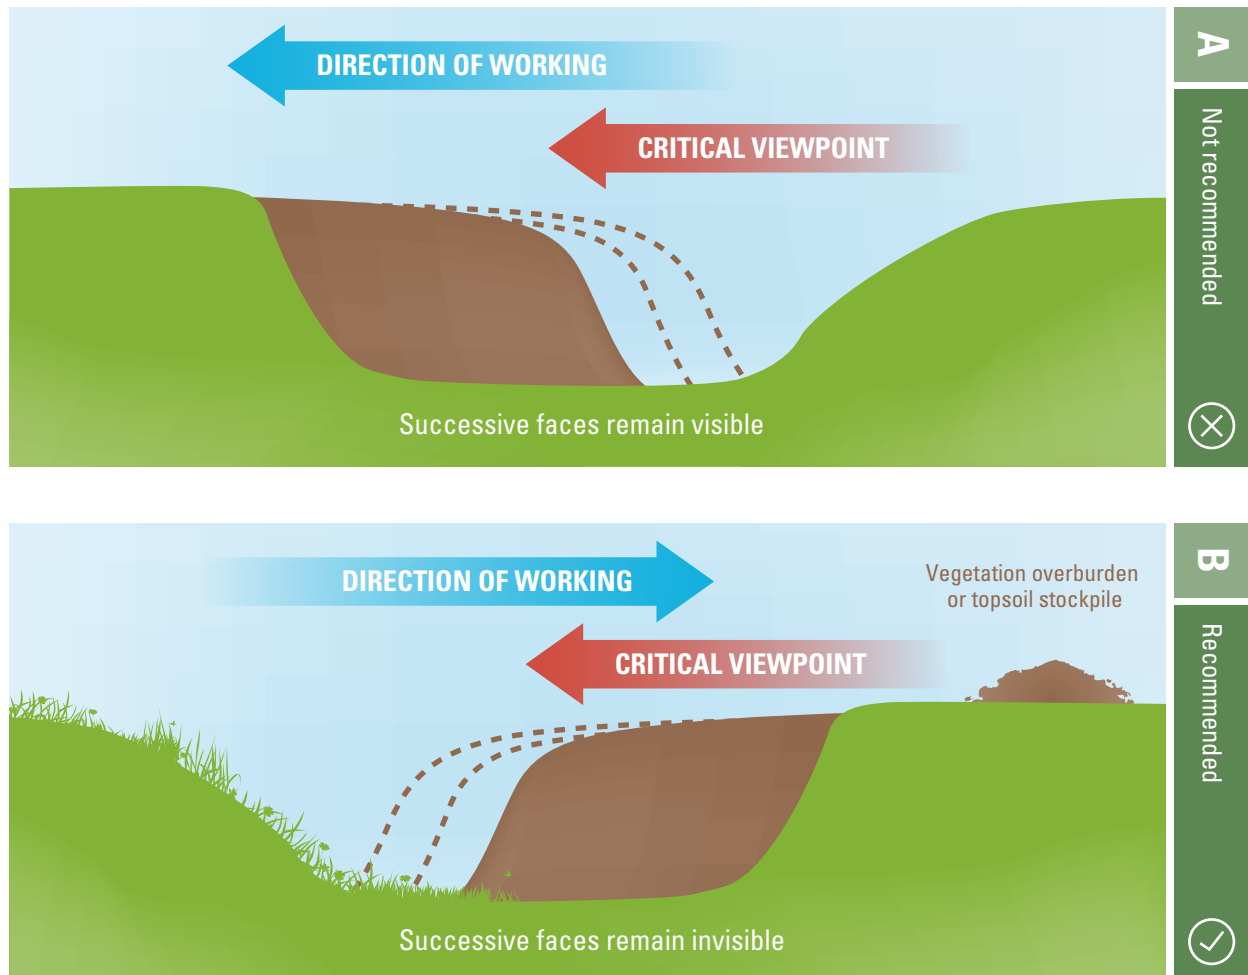 DIRECTION OF WORKING
CRITICAL VIEWPOINT
Successive faces remain visible
A
Not recommended
DIRECTION OF WORKING
CRITICAL VIEWPOINT
Vegetation overburden
or topsoil stockpile
Successive faces remain invisible
B
Recommended